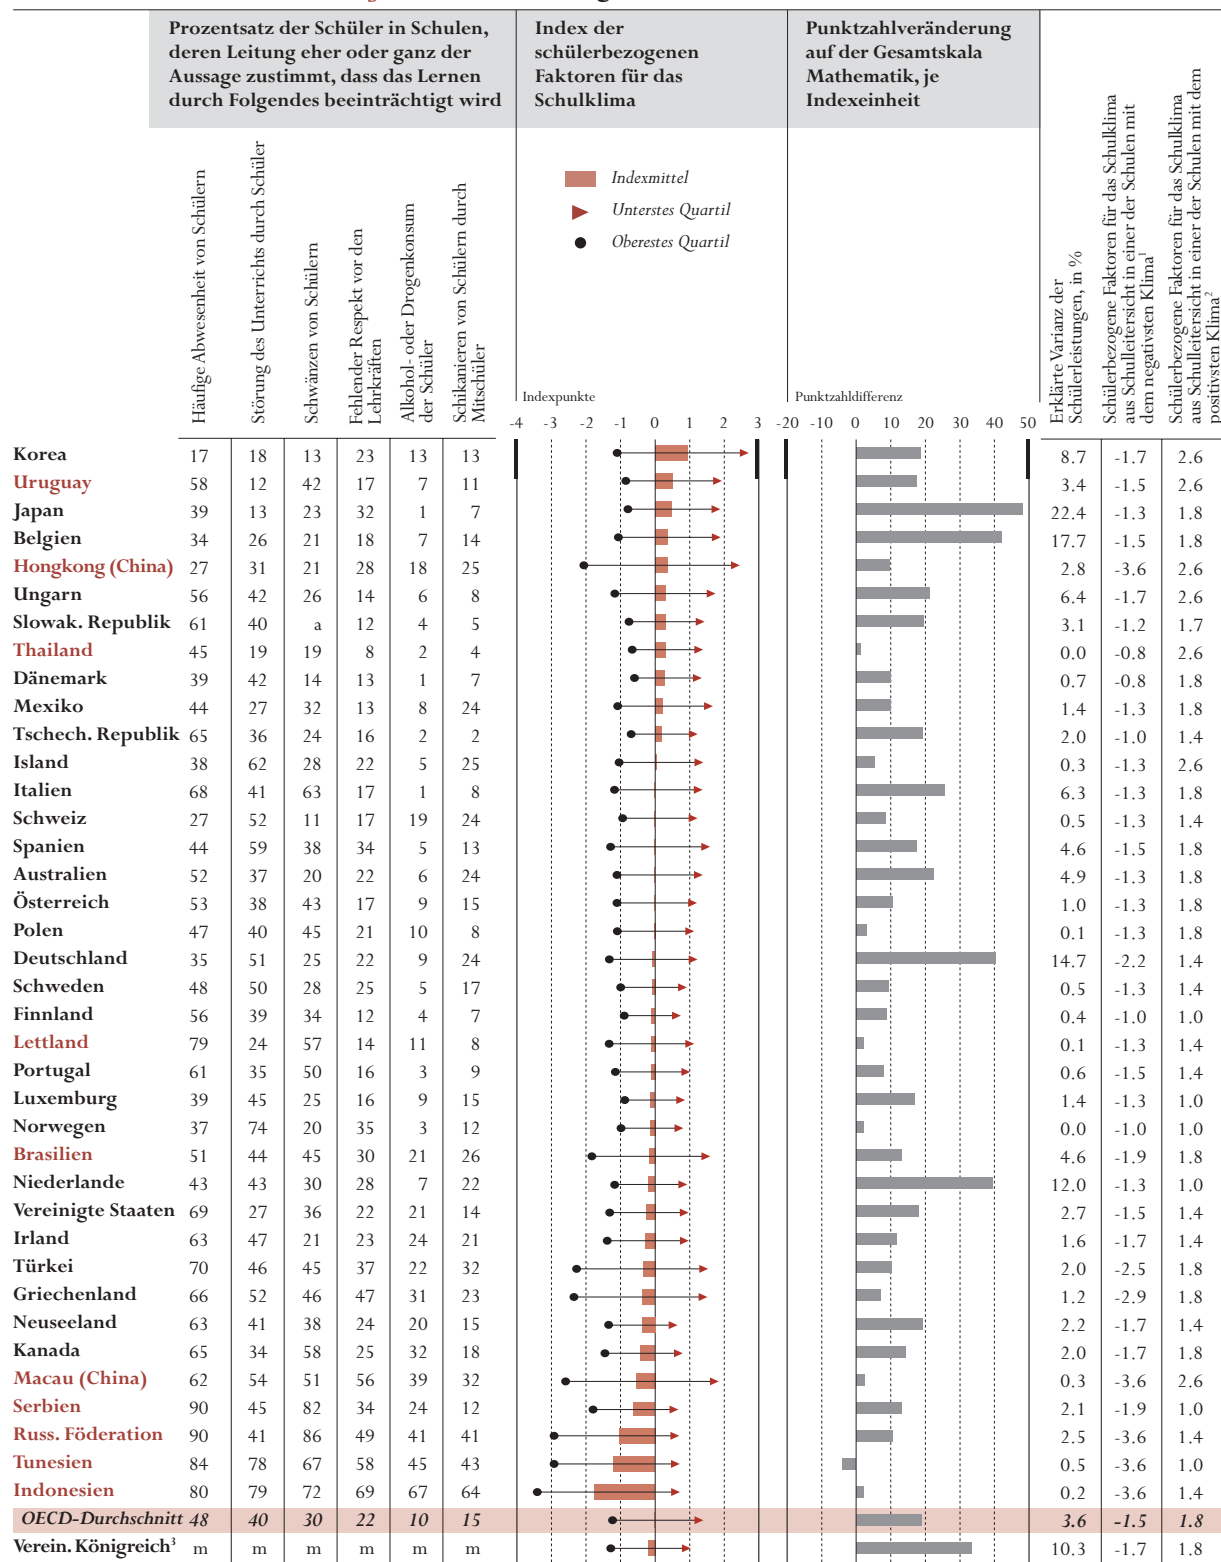 Prozentsatz der Schüler in Schulen,
deren Leitung eher oder ganz der
Aussage zustimmt, dass das Lernen
durch Folgendes beeinträchtigt wird
Index der
schülerbezogenen
Faktoren für das
Schulklima
Punktzahlveränderung
auf der Gesamtskala
Mathematik, je
Indexeinheit
Häufige Abwesenheit von Schülern
Störung des Unterrichts durch Schüler
Schwänzen von Schülern
Fehlender Respekt vor den
Lehrkräften
Alkohol- oder Drogenkonsum
der Schüler
Schikanieren von Schülern durch
Mitschüler
Indexmittel
Unterstes Quartil
Oberestes Quartil
Erklärte Varianz der
Schülerleistungen, in %
Schülerbezogene Faktoren für das Schulklima
aus Schulleitersicht in einer der Schulen mit
dem negativsten Klima1
Schülerbezogene Faktoren für das Schulklima
aus Schulleitersicht in einer der Schulen mit dem
positivsten Klima2
Indexpunkte
Punktzahldifferenz
-4 -3 -2 -1 0 1 2 3 -20 -10 0 10 20 30 40 50
Korea 17 18 13 23 13 13 8.7 -1.7 2.6
Uruguay 58 12 42 17 7 11 3.4 -1.5 2.6
Japan 39 13 23 32 1 7 22.4 -1.3 1.8
Belgien 34 26 21 18 7 14 17.7 -1.5 1.8
Hongkong (China) 27 31 21 28 18 25 2.8 -3.6 2.6
Ungarn 56 42 26 14 6 8 6.4 -1.7 2.6
Slowak. Republik 61 40 a 12 4 5 3.1 -1.2 1.7
Thailand 45 19 19 8 2 4 0.0 -0.8 2.6
Dänemark 39 42 14 13 1 7 0.7 -0.8 1.8
Mexiko 44 27 32 13 8 24 1.4 -1.3 1.8
Tschech. Republik 65 36 24 16 2 2 2.0 -1.0 1.4
Island 38 62 28 22 5 25 0.3 -1.3 2.6
Italien 68 41 63 17 1 8 6.3 -1.3 1.8
Schweiz 27 52 11 17 19 24 0.5 -1.3 1.4
Spanien 44 59 38 34 5 13 4.6 -1.5 1.8
Australien 52 37 20 22 6 24 4.9 -1.3 1.8
Österreich 53 38 43 17 9 15 1.0 -1.3 1.8
Polen 47 40 45 21 10 8 0.1 -1.3 1.8
Deutschland 35 51 25 22 9 24 14.7 -2.2 1.4
Schweden 48 50 28 25 5 17 0.5 -1.3 1.4
Finnland 56 39 34 12 4 7 0.4 -1.0 1.0
Lettland 79 24 57 14 11 8 0.1 -1.3 1.4
Portugal 61 35 50 16 3 9 0.6 -1.5 1.4
Luxemburg 39 45 25 16 9 15 1.4 -1.3 1.0
Norwegen 37 74 20 35 3 12 0.0 -1.0 1.0
Brasilien 51 44 45 30 21 26 4.6 -1.9 1.8
Niederlande 43 43 30 28 7 22 12.0 -1.3 1.0
Vereinigte Staaten 69 27 36 22 21 14 2.7 -1.5 1.4
Irland 63 47 21 23 24 21 1.6 -1.7 1.4
Türkei 70 46 45 37 22 32 2.0 -2.5 1.8
Griechenland 66 52 46 47 31 23 1.2 -2.9 1.8
Neuseeland 63 41 38 24 20 15 2.2 -1.7 1.4
Kanada 65 34 58 25 32 18 2.0 -1.7 1.8
Macau (China) 62 54 51 56 39 32 0.3 -3.6 2.6
Serbien 90 45 82 34 24 12 2.1 -1.9 1.0
Russ. Föderation 90 41 86 49 41 41 2.5 -3.6 1.4
Tunesien 84 78 67 58 45 43 0.5 -3.6 1.0
Indonesien 80 79 72 69 67 64 0.2 -3.6 1.4
OECD-Durchschnitt 48 40 30 22 10 15 3.6 -1.5 1.8
Verein. Königreich3 m m m m m m 10.3 -1.7 1.8